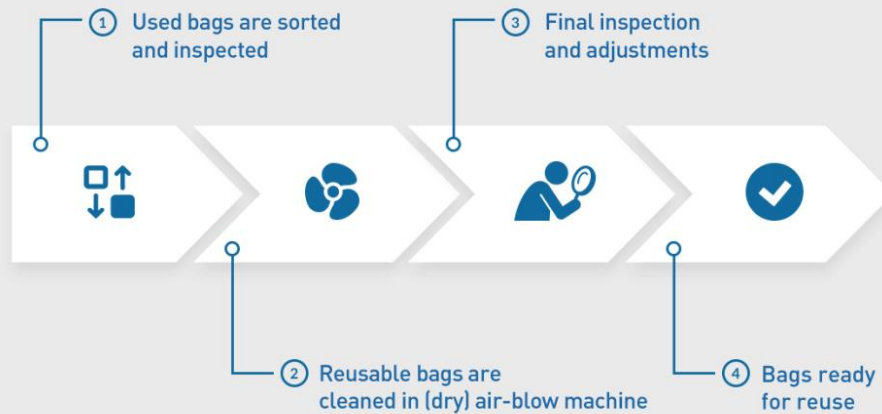 1 Used bags are sorted
and inspected
2 Reusable bags are
cleaned in (dry) air-blow machine
3 Final inspection
and adjustments
4 Bags ready
for reuse